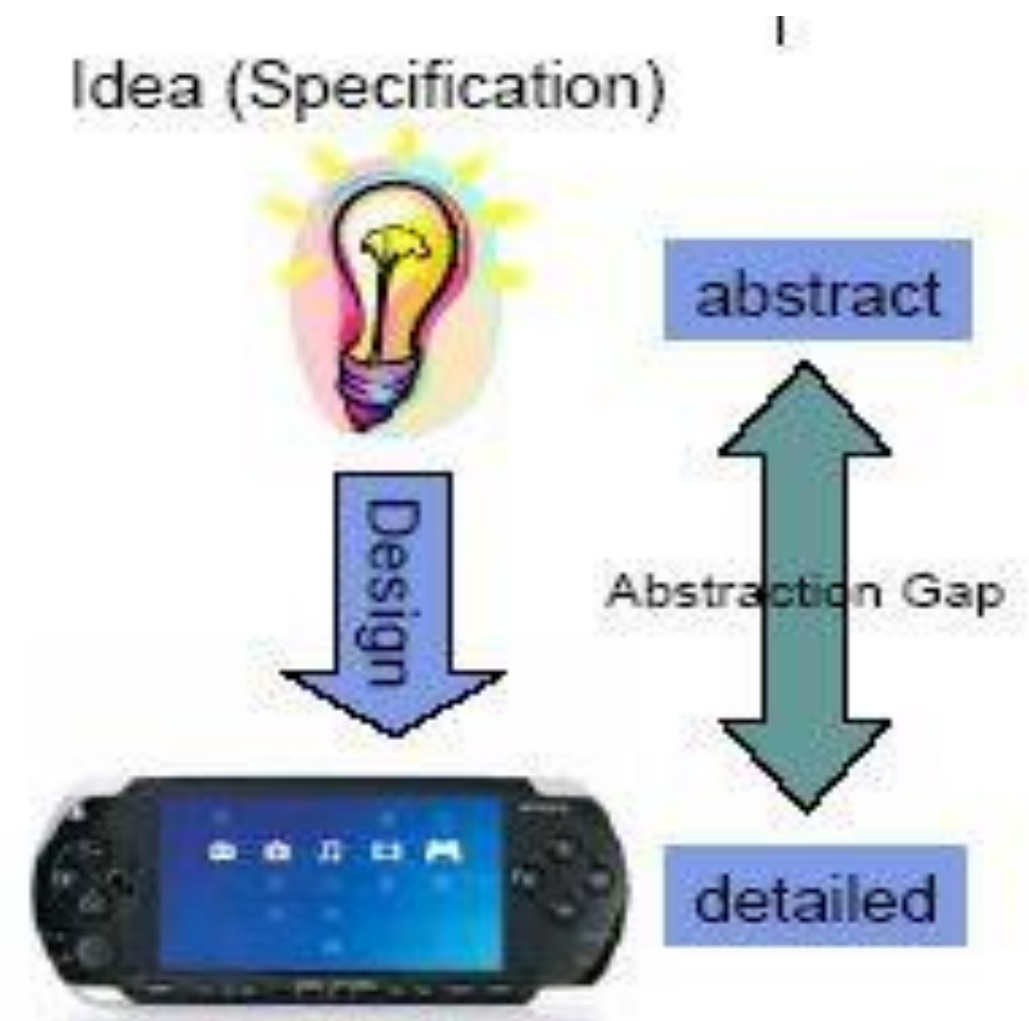 Idea (Specification)
abstract
Design
Abstraction Gap
detailed